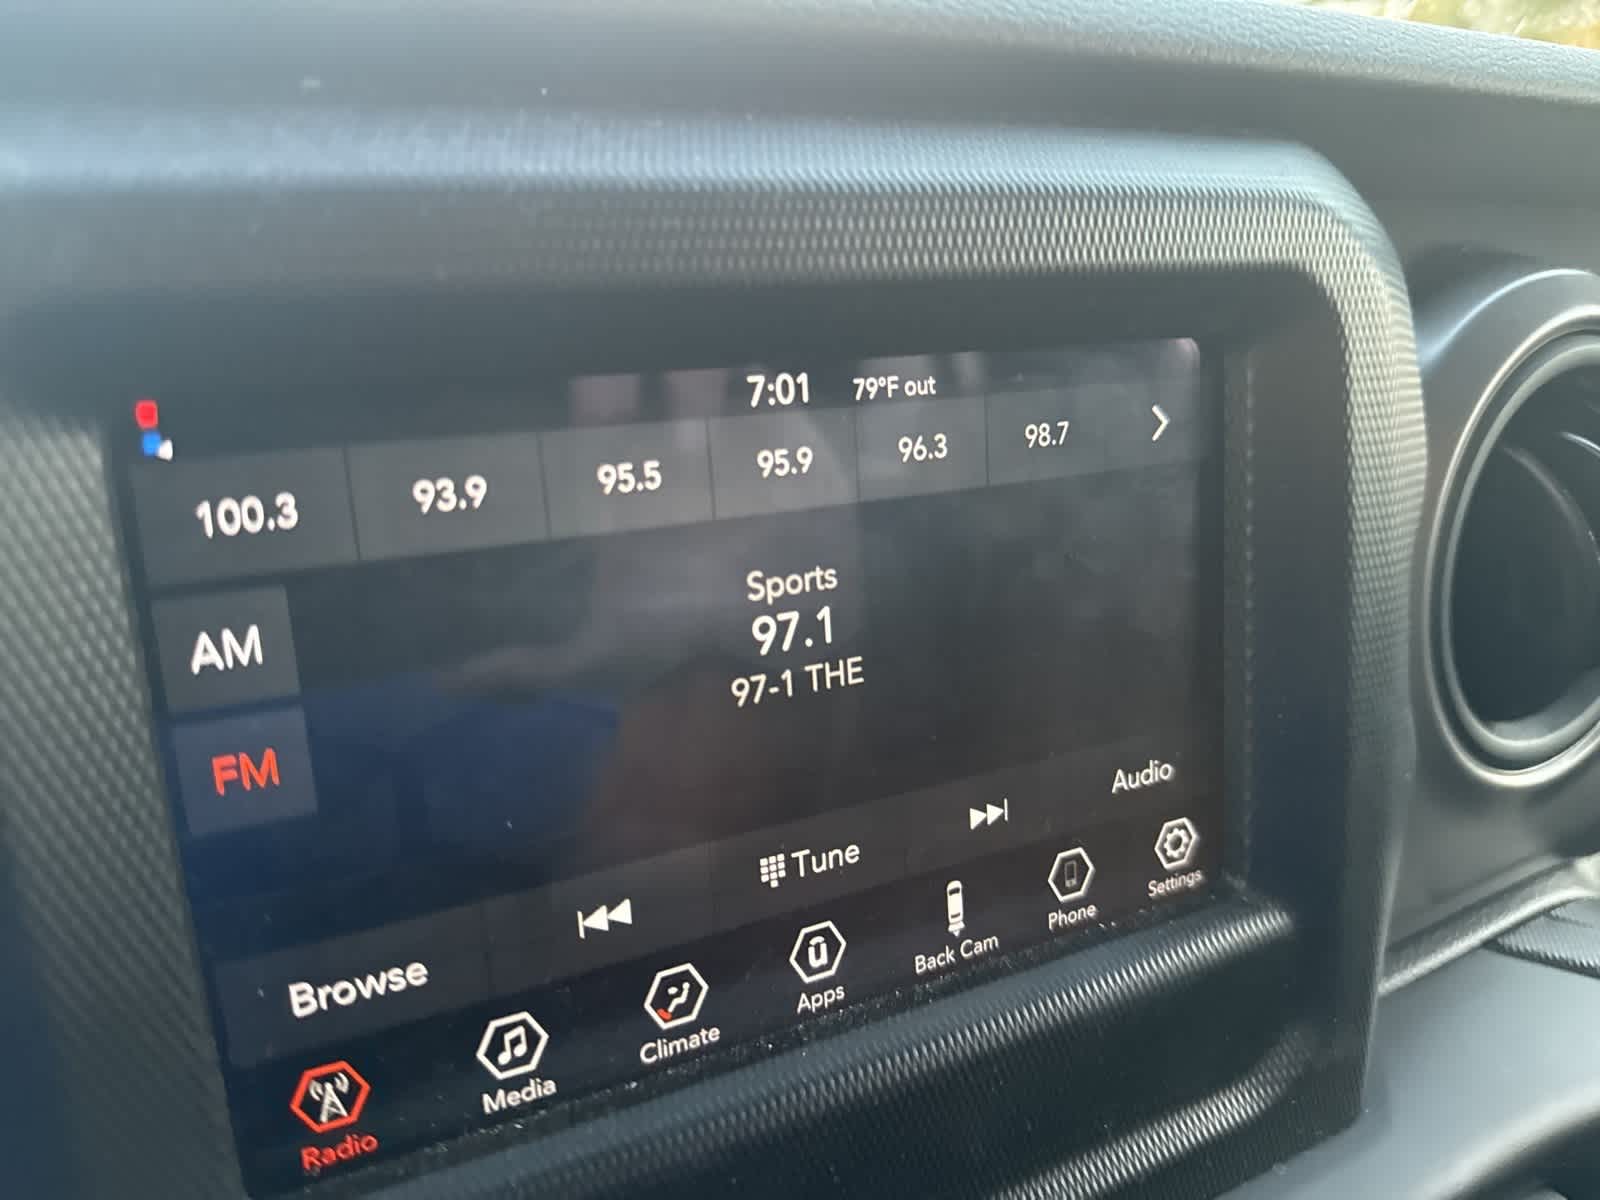 7:01 79°F out
100.3 93.9 95.5 95.9 96.3 98.7
Sports
97.1
97-1 THE
AM
FM
Browse Tune Audio
Radio Media Climate Apps Back Cam Phone Settings